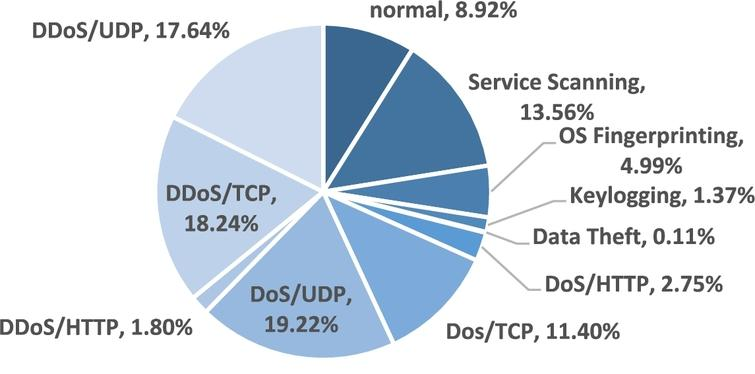 normal, 8.92%
DDoS/UDP, 17.64%
Service Scanning,
13.56%
OS Fingerprinting,
4.99%
Keylogging, 1.37%
DDoS/TCP,
18.24%
Data Theft, 0.11%
DoS/HTTP, 2.75%
DoS/UDP,
19.22%
DDoS/HTTP, 1.80%
Dos/TCP, 11.40%